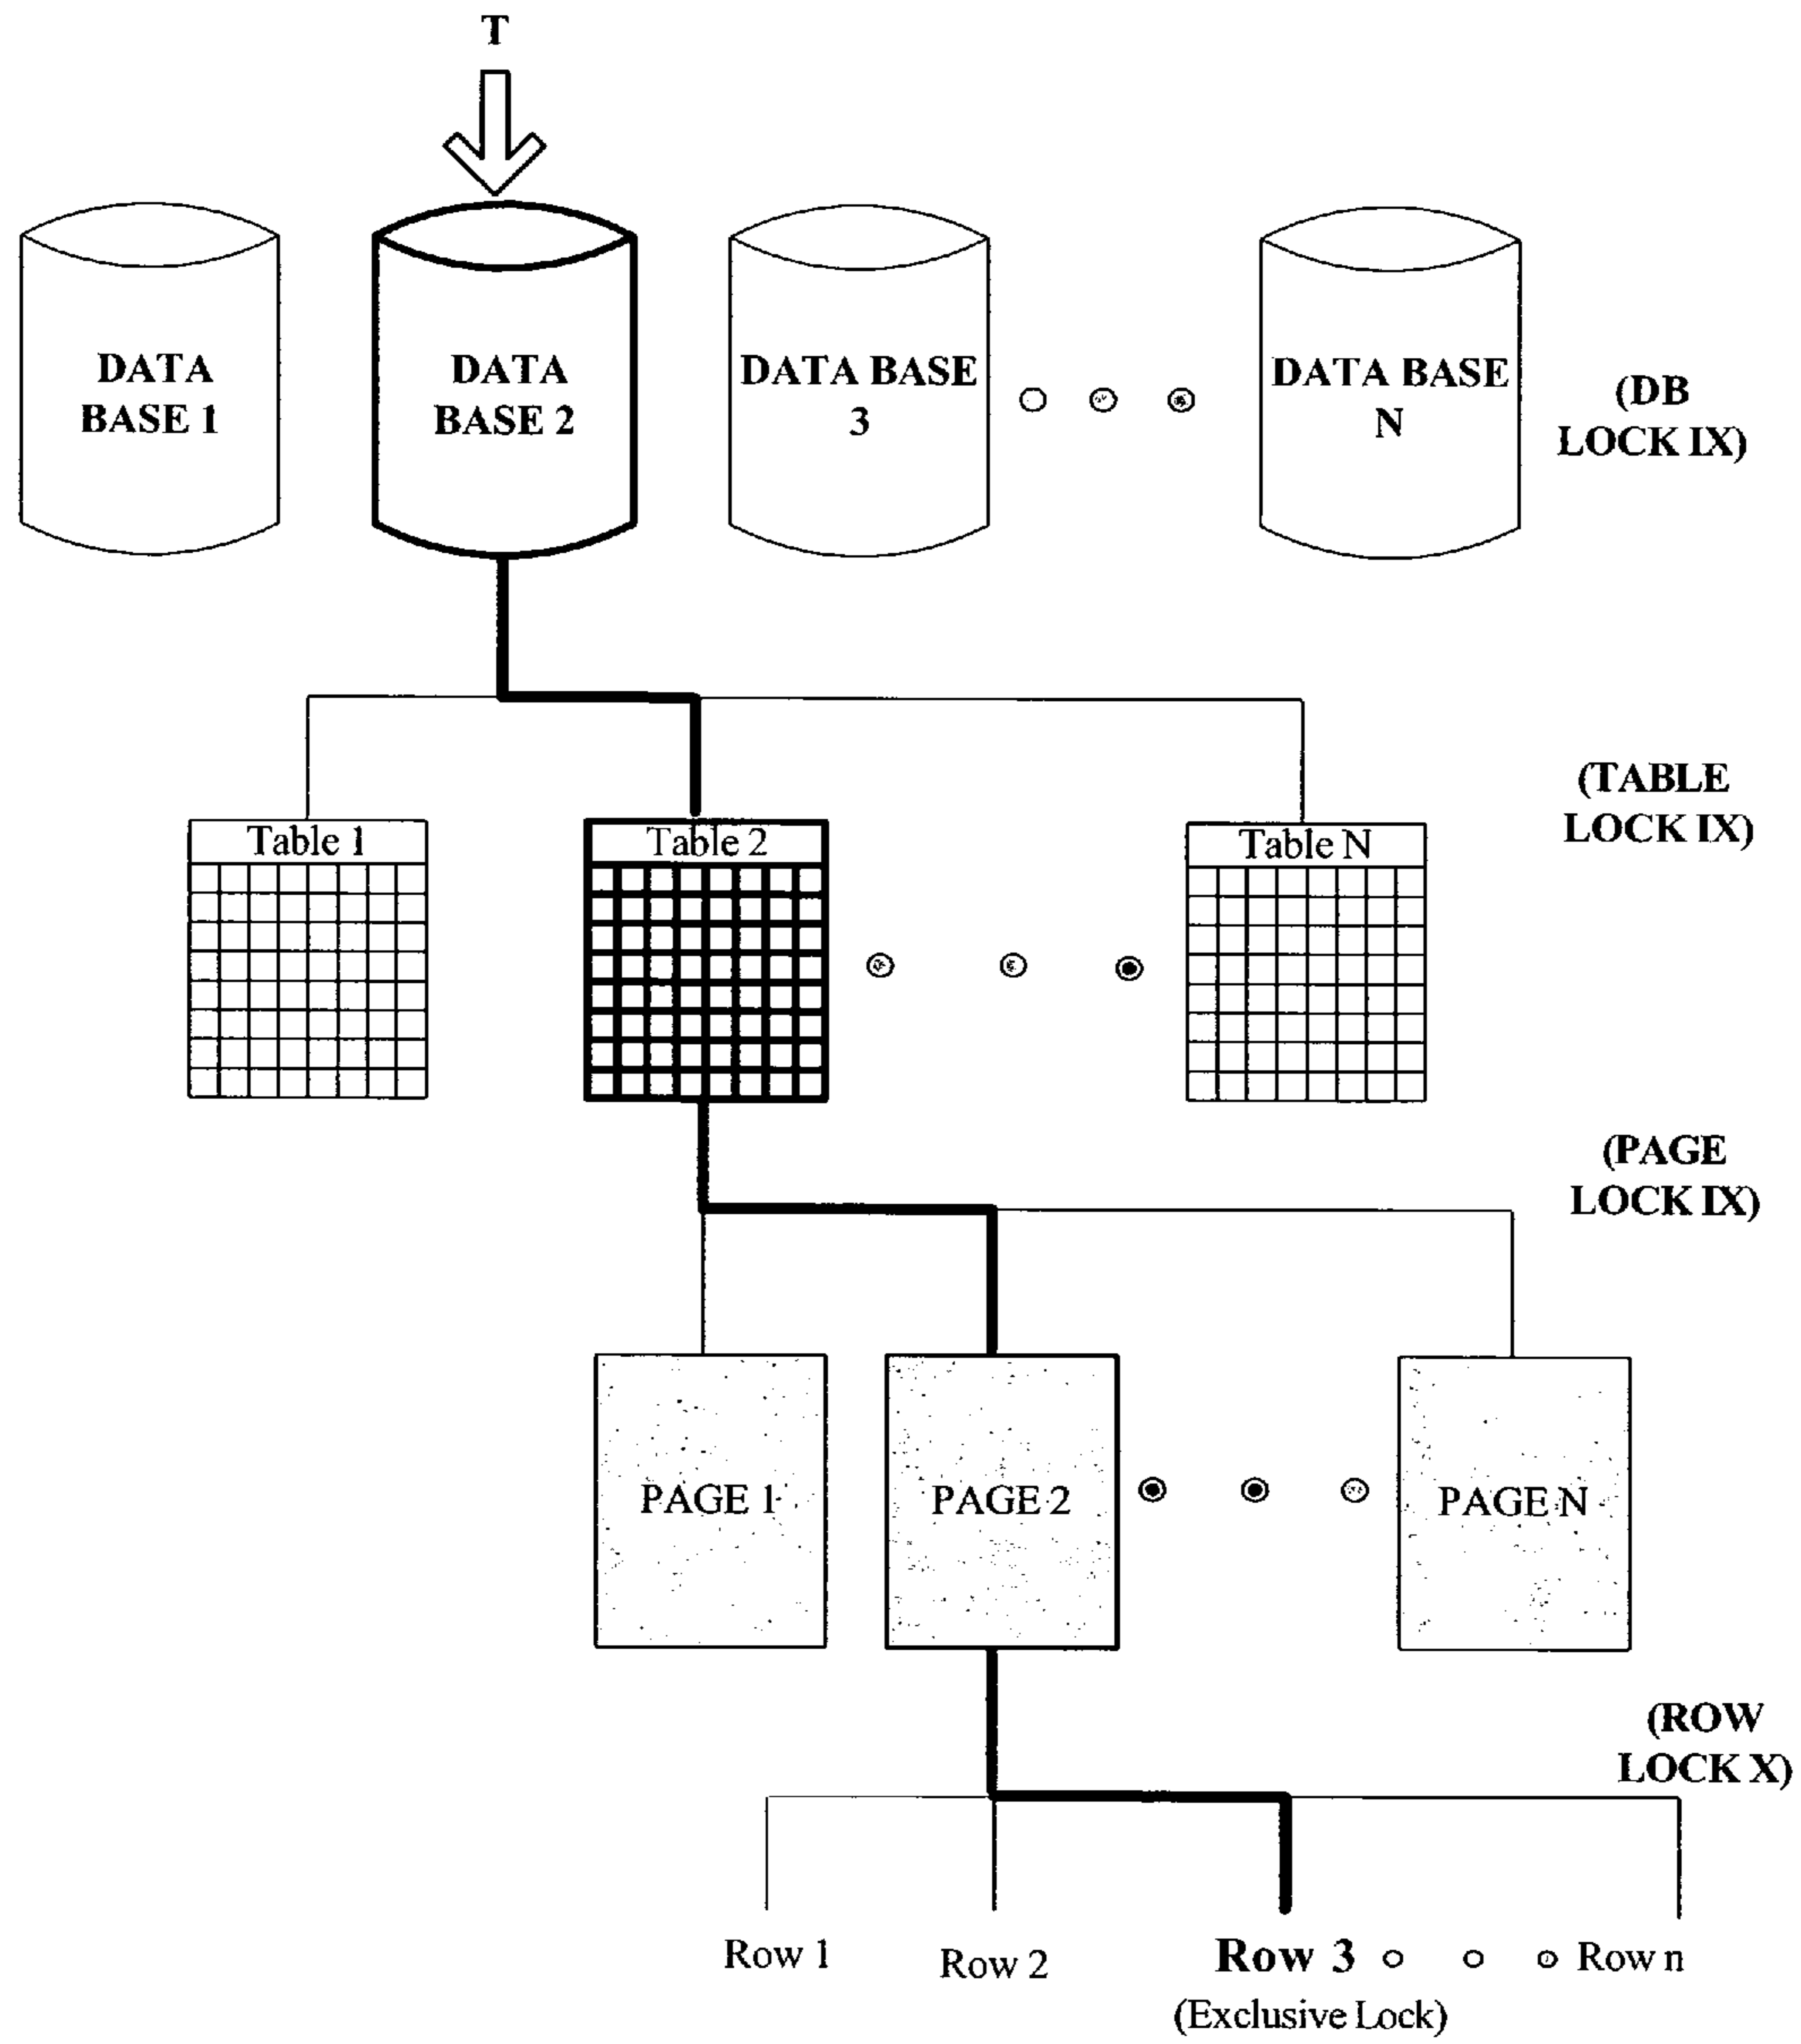 T
DATA
BASE 1
DATA
BASE 2
DATA BASE
3
DATA BASE
N
(DB
LOCK IX)
(TABLE
LOCK IX)
Table 1
Table 2
Table N
(PAGE
LOCK IX)
PAGE 1
PAGE 2
PAGE N
(ROW
LOCK X)
Row 1
Row 2
Row 3
Row n
(Exclusive Lock)